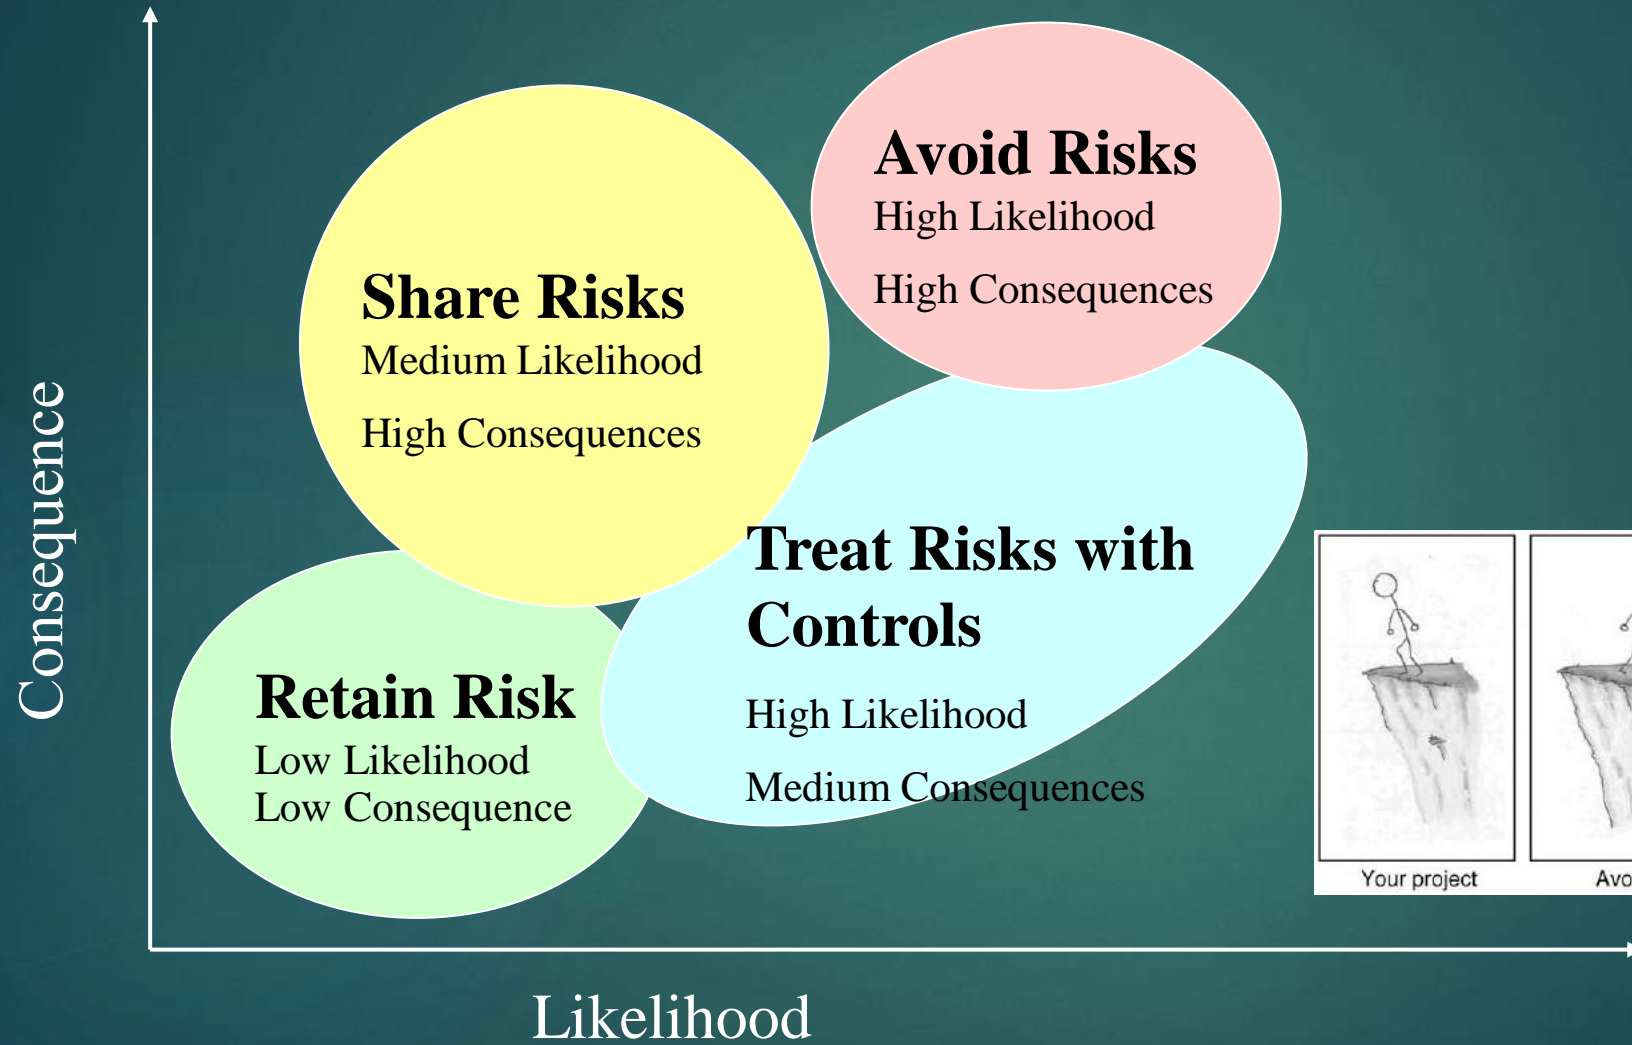 Consequence
Avoid Risks
High Likelihood
High Consequences
Share Risks
Medium Likelihood
High Consequences
Treat Risks with
Controls
High Likelihood
Medium Consequences
Retain Risk
Low Likelihood
Low Consequence
Your project
Likelihood